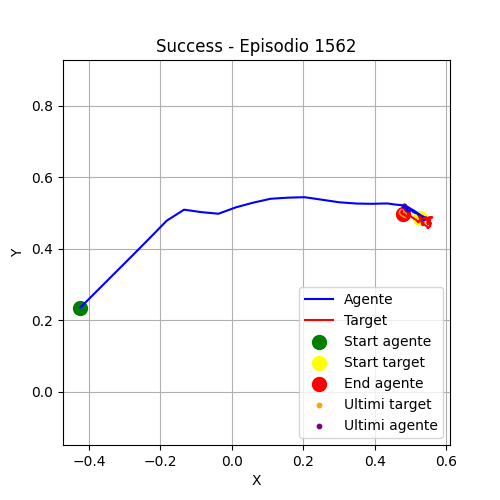 Success - Episodio 1562
Y
0.8
0.6
0.4
0.2
0.0
−0.4
−0.2
0.0
0.2
0.4
0.6
X
Agente
Target
Start agente
Start target
End agente
Ultimi target
Ultimi agente